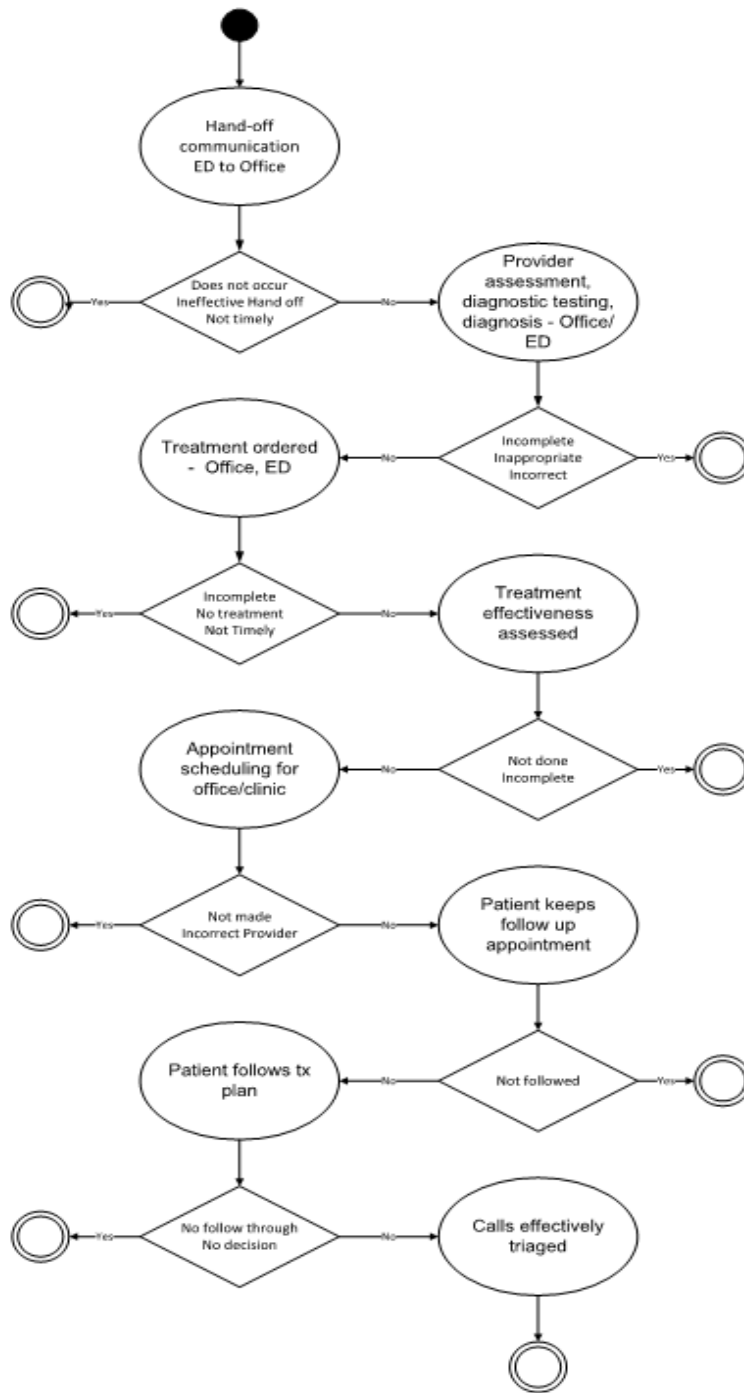 Hand-off
communication
ED to Office
Does not occur
Ineffective Hand off
Not timely
Yes
No
Provider
assessment,
diagnostic testing,
diagnosis - Office/
ED
Treatment ordered
- Office, ED
No
Incomplete
Inappropriate
Incorrect
Yes
Yes
Incomplete
No treatment
Not Timely
No
Treatment
effectiveness
assessed
Appointment
scheduling for
office/clinic
No
Not done
Incomplete
Yes
Yes
Not made
Incorrect Provider
No
Patient keeps
follow up
appointment
Patient follows tx
plan
No
Not followed
Yes
Yes
No follow through
No decision
No
Calls effectively
triaged